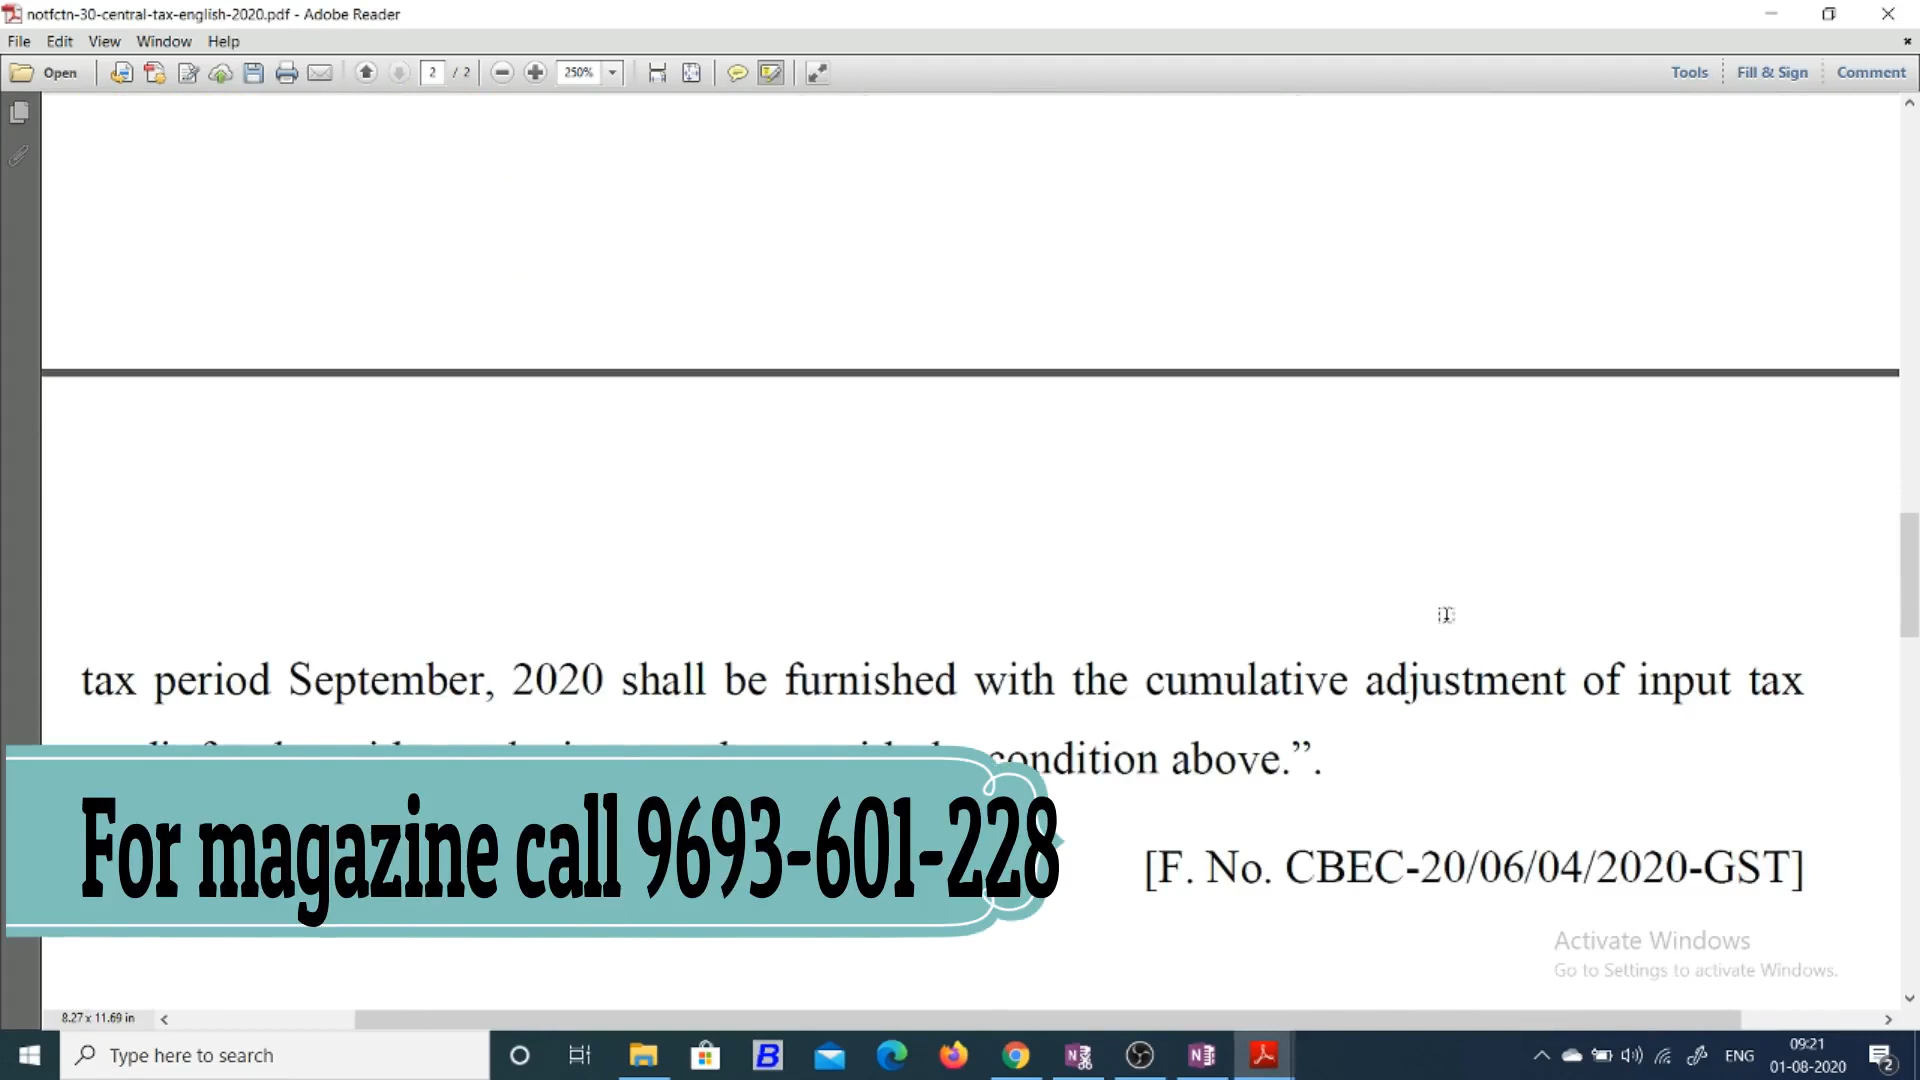 notfctn-30-central-tax-english-2020.pdf - Adobe Reader
File Edit View Window Help
Open 2 / 2 250% Tools Fill & Sign Comment
tax period September, 2020 shall be furnished with the cumulative adjustment of input tax
condition above.”.
For magazine call 9693-601-228
[F. No. CBEC-20/06/04/2020-GST]
Activate Windows
Go to Settings to activate Windows.
8.27 x 11.69 in
Type here to search
ENG
09:21
01-08-2020
2